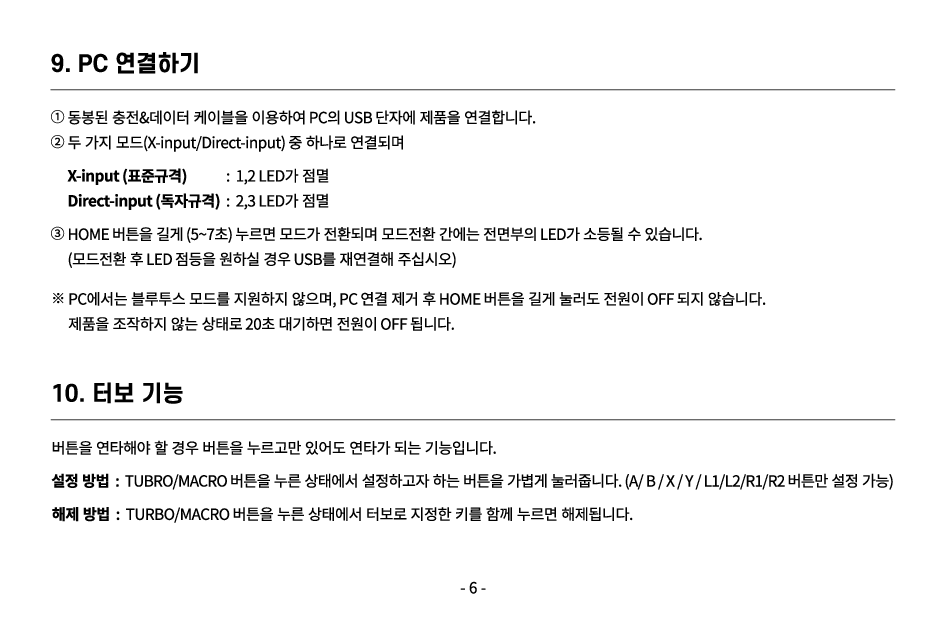 9. PC 연결하기
① 동봉된 충전&데이터 케이블을 이용하여 PC의 USB 단자에 제품을 연결합니다.
② 두 가지 모드(X-input/Direct-input) 중 하나로 연결되며
X-input (표준규격) : 1,2 LED가 점멸
Direct-input (독자규격) : 2,3 LED가 점멸
③ HOME 버튼을 길게 (5~7초) 누르면 모드가 전환되며 모드전환 간에는 전면부의 LED가 소등될 수 있습니다.
(모드전환 후 LED 점등을 원하실 경우 USB를 재연결해 주십시오)
※ PC에서는 블루투스 모드를 지원하지 않으며, PC 연결 제거 후 HOME 버튼을 길게 눌러도 전원이 OFF 되지 않습니다.
제품을 조작하지 않는 상태로 20초 대기하면 전원이 OFF 됩니다.
10. 터보 기능
버튼을 연타해야 할 경우 버튼을 누르고만 있어도 연타가 되는 기능입니다.
설정 방법 : TUBRO/MACRO 버튼을 누른 상태에서 설정하고자 하는 버튼을 가볍게 눌러줍니다. (A/ B / X / Y / L1/L2/R1/R2 버튼만 설정 가능)
해제 방법 : TURBO/MACRO 버튼을 누른 상태에서 터보로 지정한 키를 함께 누르면 해제됩니다.
- 6 -